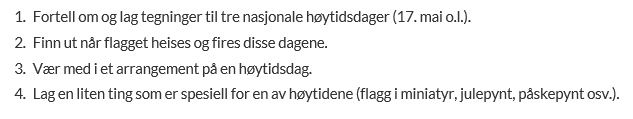 1. Fortell om og lag tegninger til tre nasjonale høytidsdager (17. mai o.l.).
2. Finn ut når flagget heises og fires disse dagene.
3. Vær med i et arrangement på en høytidsdag.
4. Lag en liten ting som er spesiell for en av høytidene (flagg i miniatyr, julepynt, påskepynt osv.).